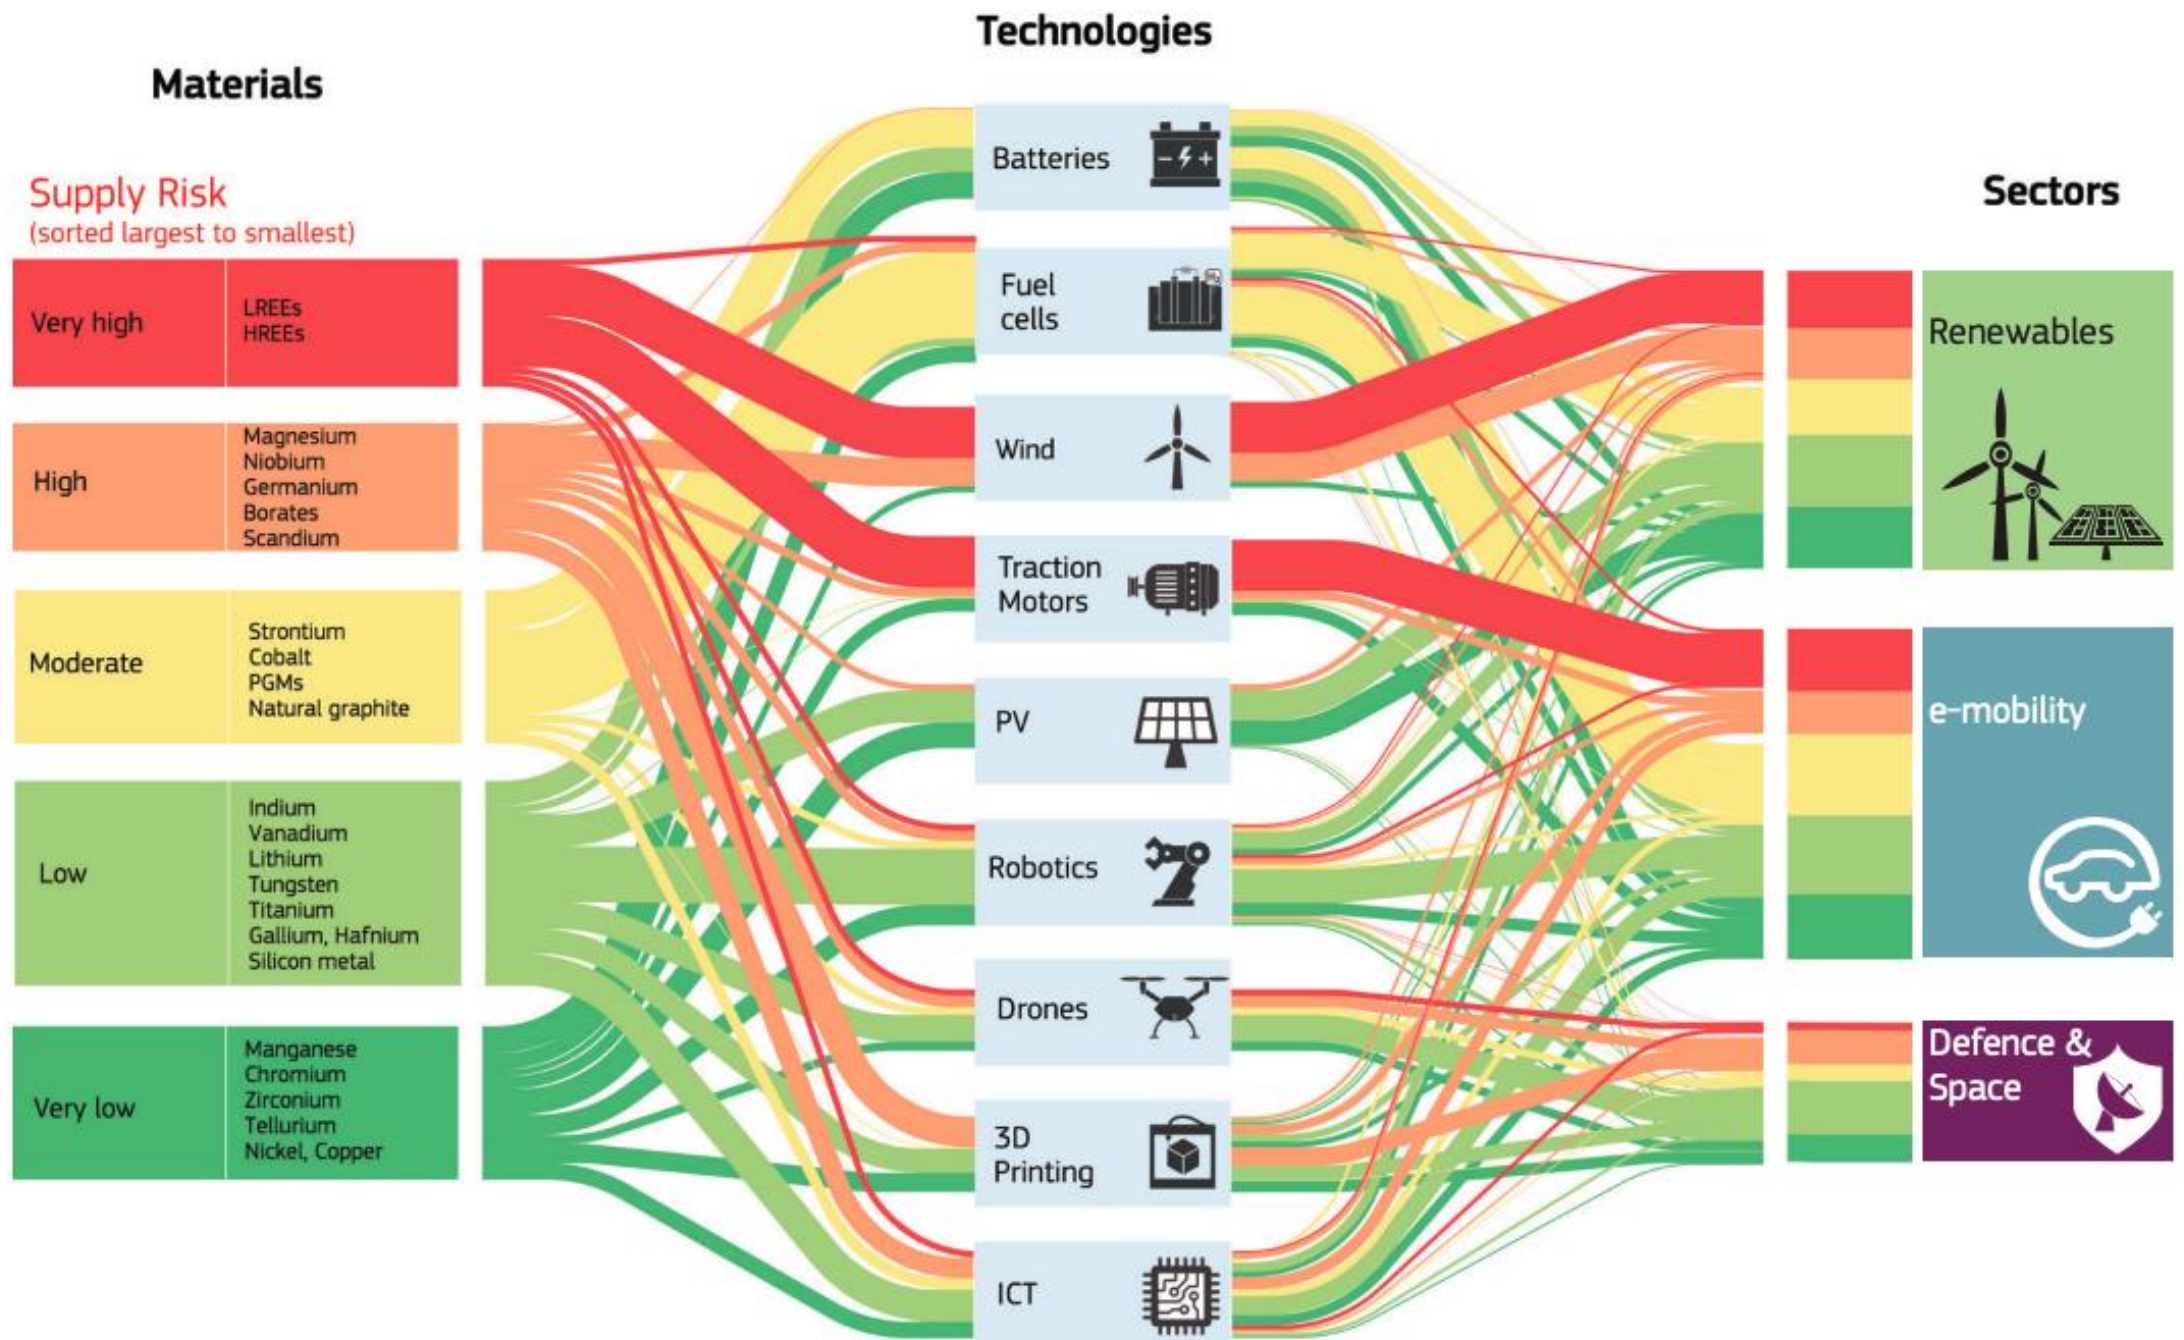 Technologies
Materials
Sectors
Supply Risk
(sorted largest to smallest)
Very high
LREEs
HREEs
High
Magnesium
Niobium
Germanium
Borates
Scandium
Moderate
Strontium
Cobalt
PGMs
Natural graphite
Low
Indium
Vanadium
Lithium
Tungsten
Titanium
Gallium, Hafnium
Silicon metal
Very low
Manganese
Chromium
Zirconium
Tellurium
Nickel, Copper
Batteries
Fuel
cells
Wind
Traction
Motors
PV
Robotics
Drones
3D
Printing
ICT
Renewables
e-mobility
Defence &
Space